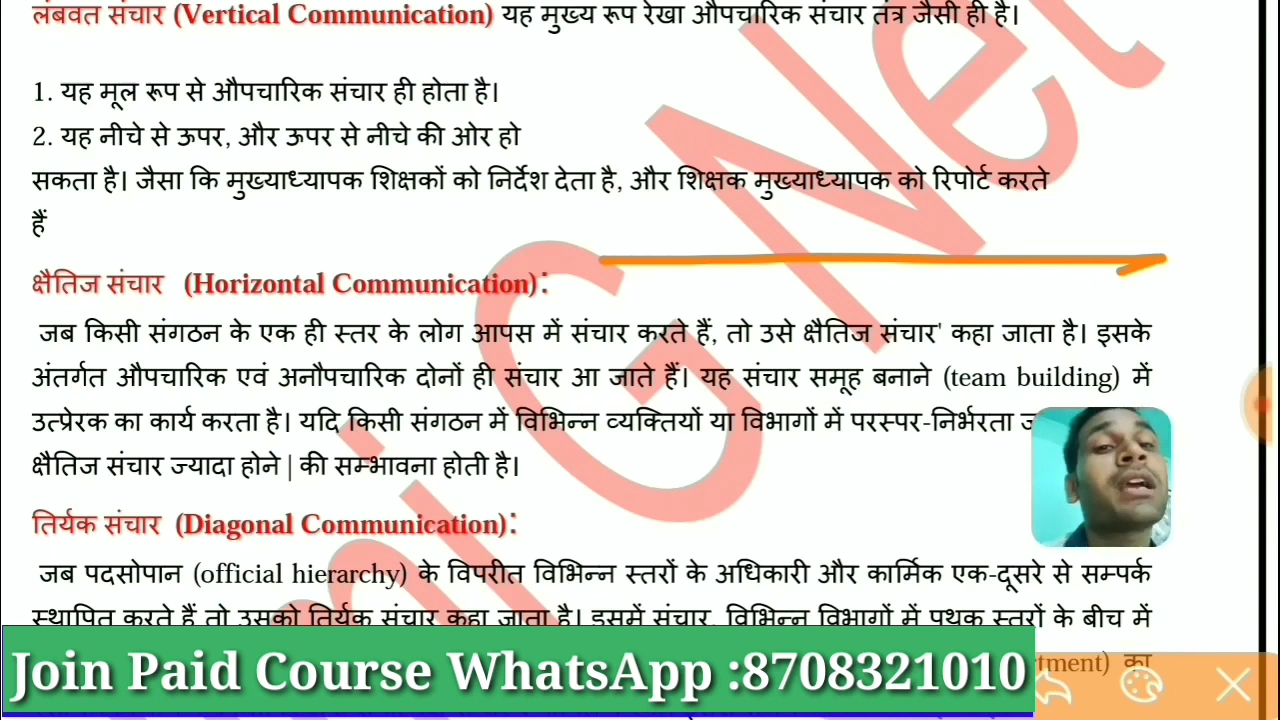 लंबवत संचार (Vertical Communication) यह मुख्य रूप रेखा औपचारिक संचार तंत्र जैसी ही है।
1. यह मूल रूप से औपचारिक संचार ही होता है।
2. यह नीचे से ऊपर, और ऊपर से नीचे की ओर हो
सकता है। जैसा कि मुख्याध्यापक शिक्षकों को निर्देश देता है, और शिक्षक मुख्याध्यापक को रिपोर्ट करते
हैं
क्षैतिज संचार (Horizontal Communication):
जब किसी संगठन के एक ही स्तर के लोग आपस में संचार करते हैं, तो उसे क्षैतिज संचार' कहा जाता है। इसके
अंतर्गत औपचारिक एवं अनौपचारिक दोनों ही संचार आ जाते हैं। यह संचार समूह बनाने (team building) में
उत्प्रेरक का कार्य करता है। यदि किसी संगठन में विभिन्न व्यक्तियों या विभागों में परस्पर-निर्भरता
क्षैतिज संचार ज्यादा होने | की सम्भावना होती है।
तिर्यक संचार (Diagonal Communication):
जब पदसोपान (official hierarchy) के विपरीत विभिन्न स्तरों के अधिकारी और कार्मिक एक-दूसरे से सम्पर्क
स्थापित करते हैं तो उसको तिर्यक संचार कहा जाता है। इसमें संचार, विभिन्न विभागों में पृथक स्तरों के बीच में
tment) का
Join Paid Course WhatsApp :8708321010
G Net